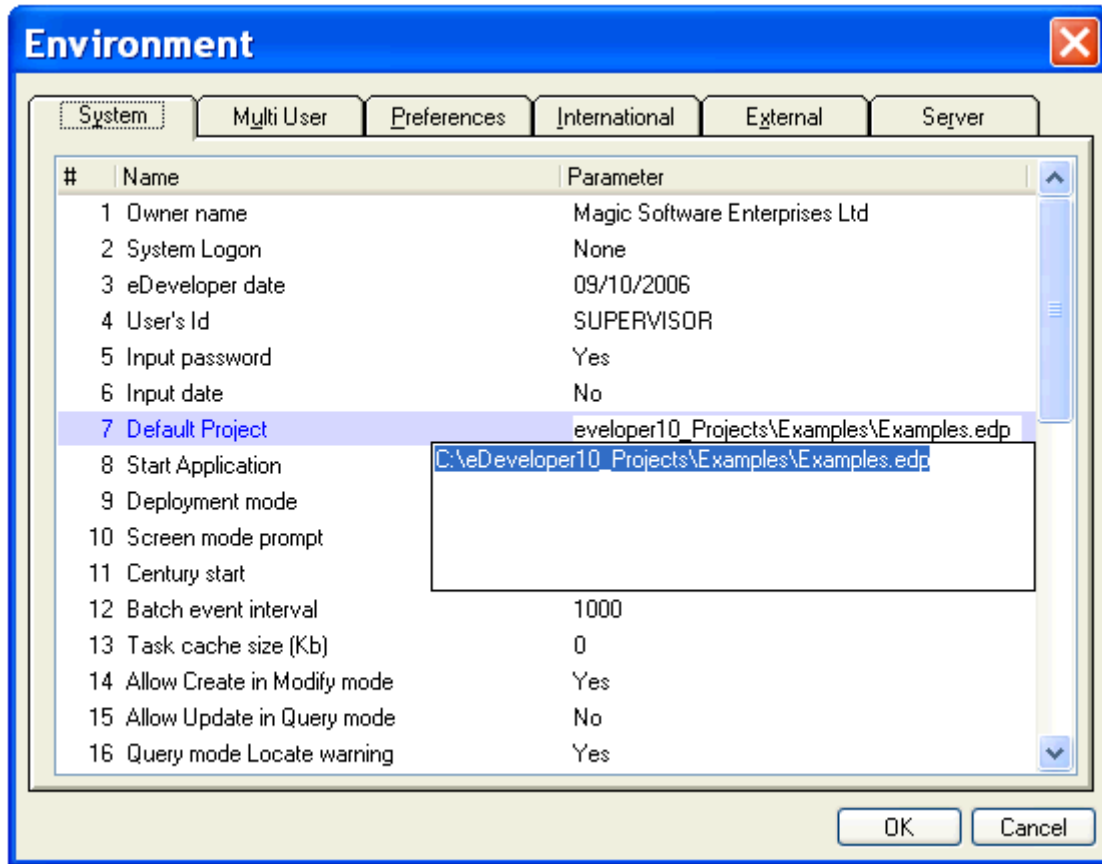 Environment
System Multi User Preferences International External Server
# Name Parameter
1 Owner name Magic Software Enterprises Ltd
2 System Logon None
3 eDeveloper date 09/10/2006
4 User's Id SUPERVISOR
5 Input password Yes
6 Input date No
7 Default Project eveloper10_Projects\Examples\Examples.edp
8 Start Application C:\eDeveloper10_Projects\Examples\Examples.edp
9 Deployment mode
10 Screen mode prompt
11 Century start
12 Batch event interval 1000
13 Task cache size (Kb) 0
14 Allow Create in Modify mode Yes
15 Allow Update in Query mode No
16 Query mode Locate warning Yes
OK Cancel